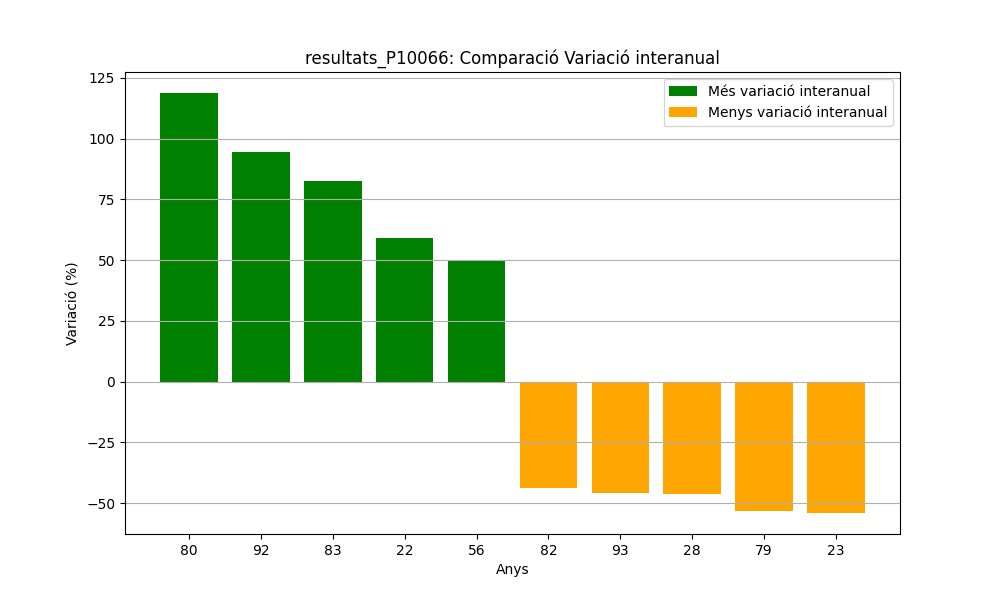 resultats_P10066: Comparació Variació interanual
Més variació interanual
Menys variació interanual
Variació (%)
125
100
75
50
25
0
−25
−50
80 92 83 22 56 82 93 28 79 23
Anys